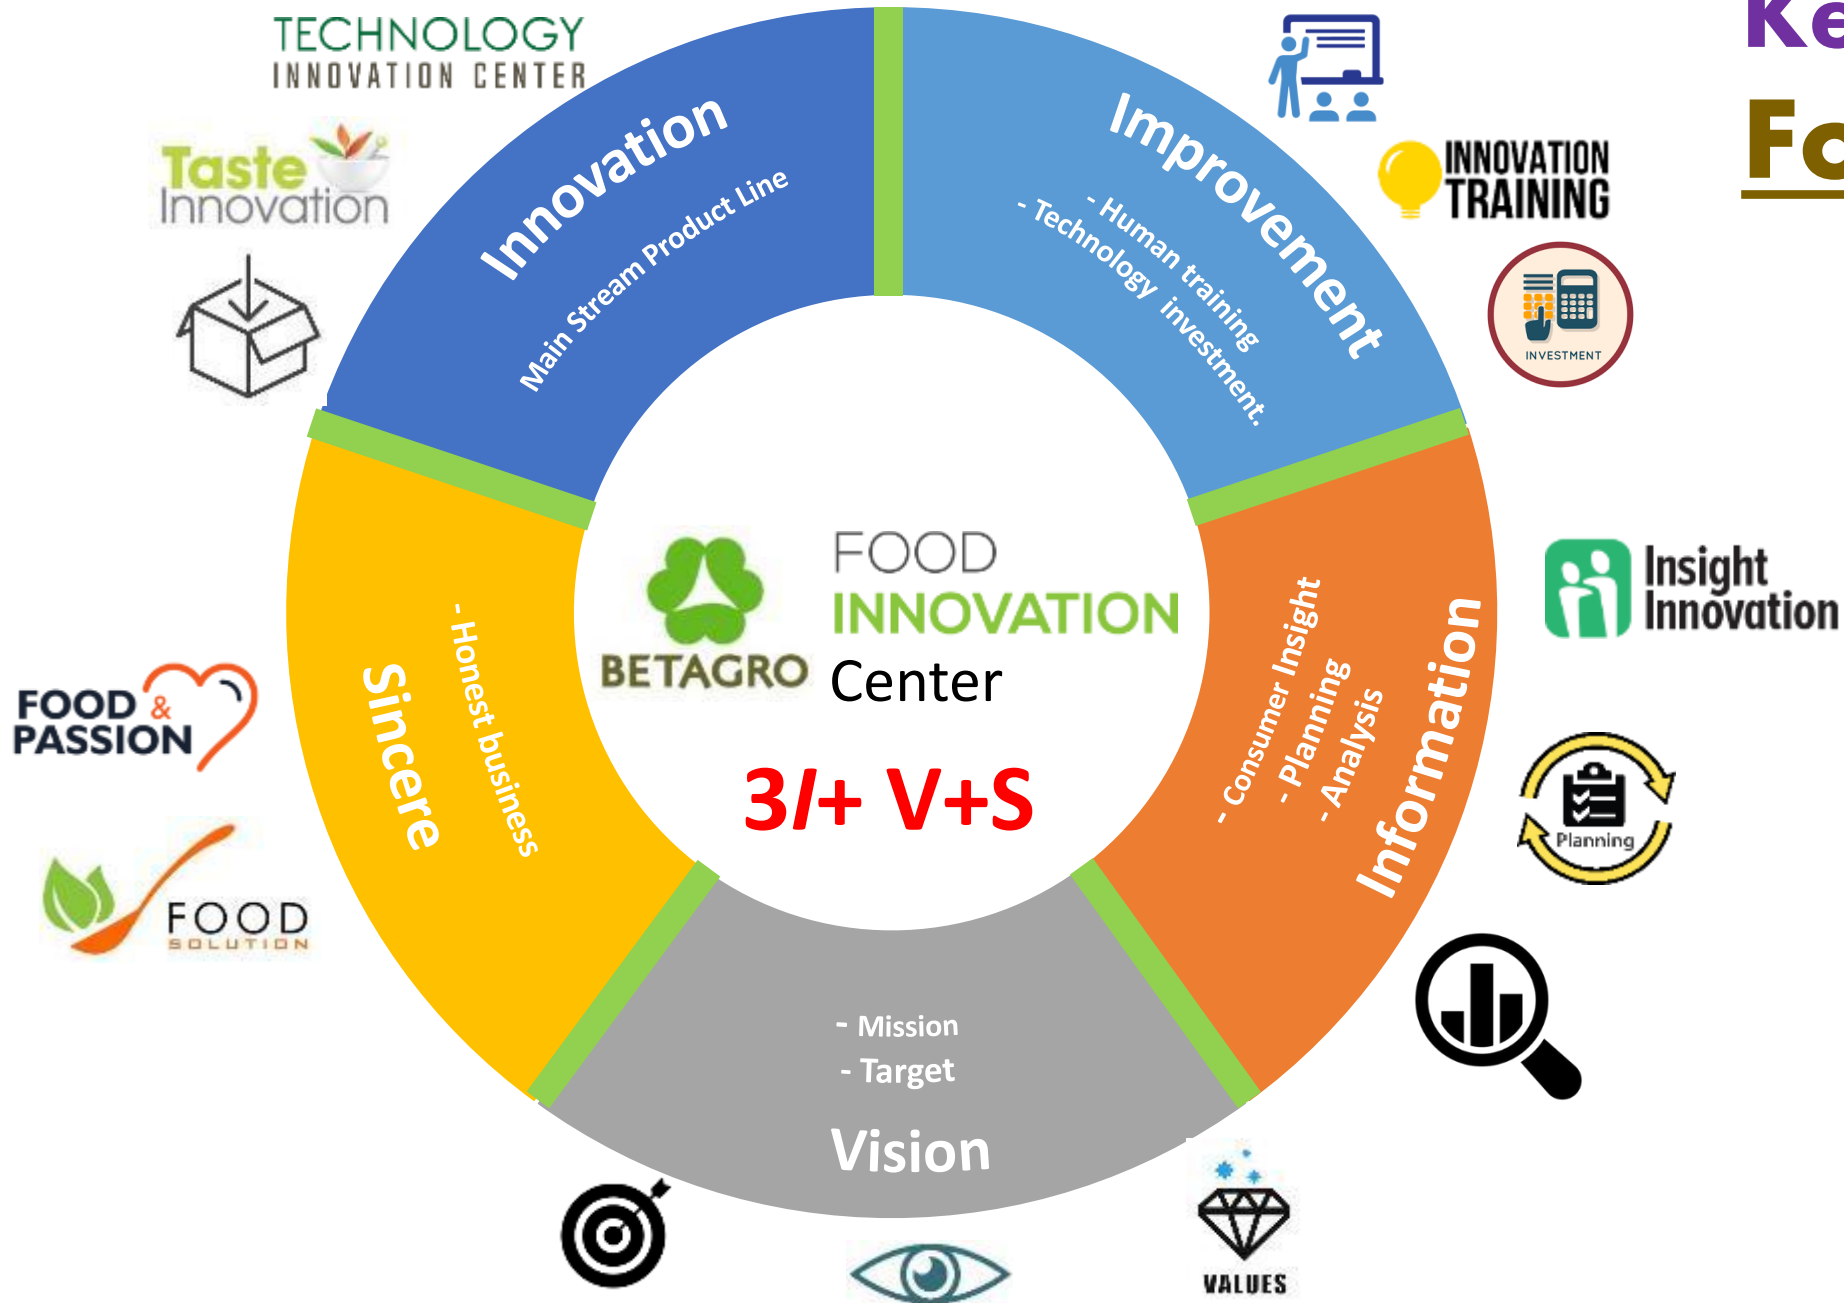 TECHNOLOGY
INNOVATION CENTER
Taste
Innovation
Innovation
Main Stream Product Line
Improvement
- Human training
- Technology investment.
INNOVATION
TRAINING
INVESTMENT
FOOD
INNOVATION
Center
BETAGRO
3I+ V+S
Sincere
- Honest business
FOOD &
PASSION
FOOD
SOLUTION
- Consumer Insight
- Planning
- Analysis
Information
Insight
Innovation
Planning
- Mission
- Target
Vision
VALUES